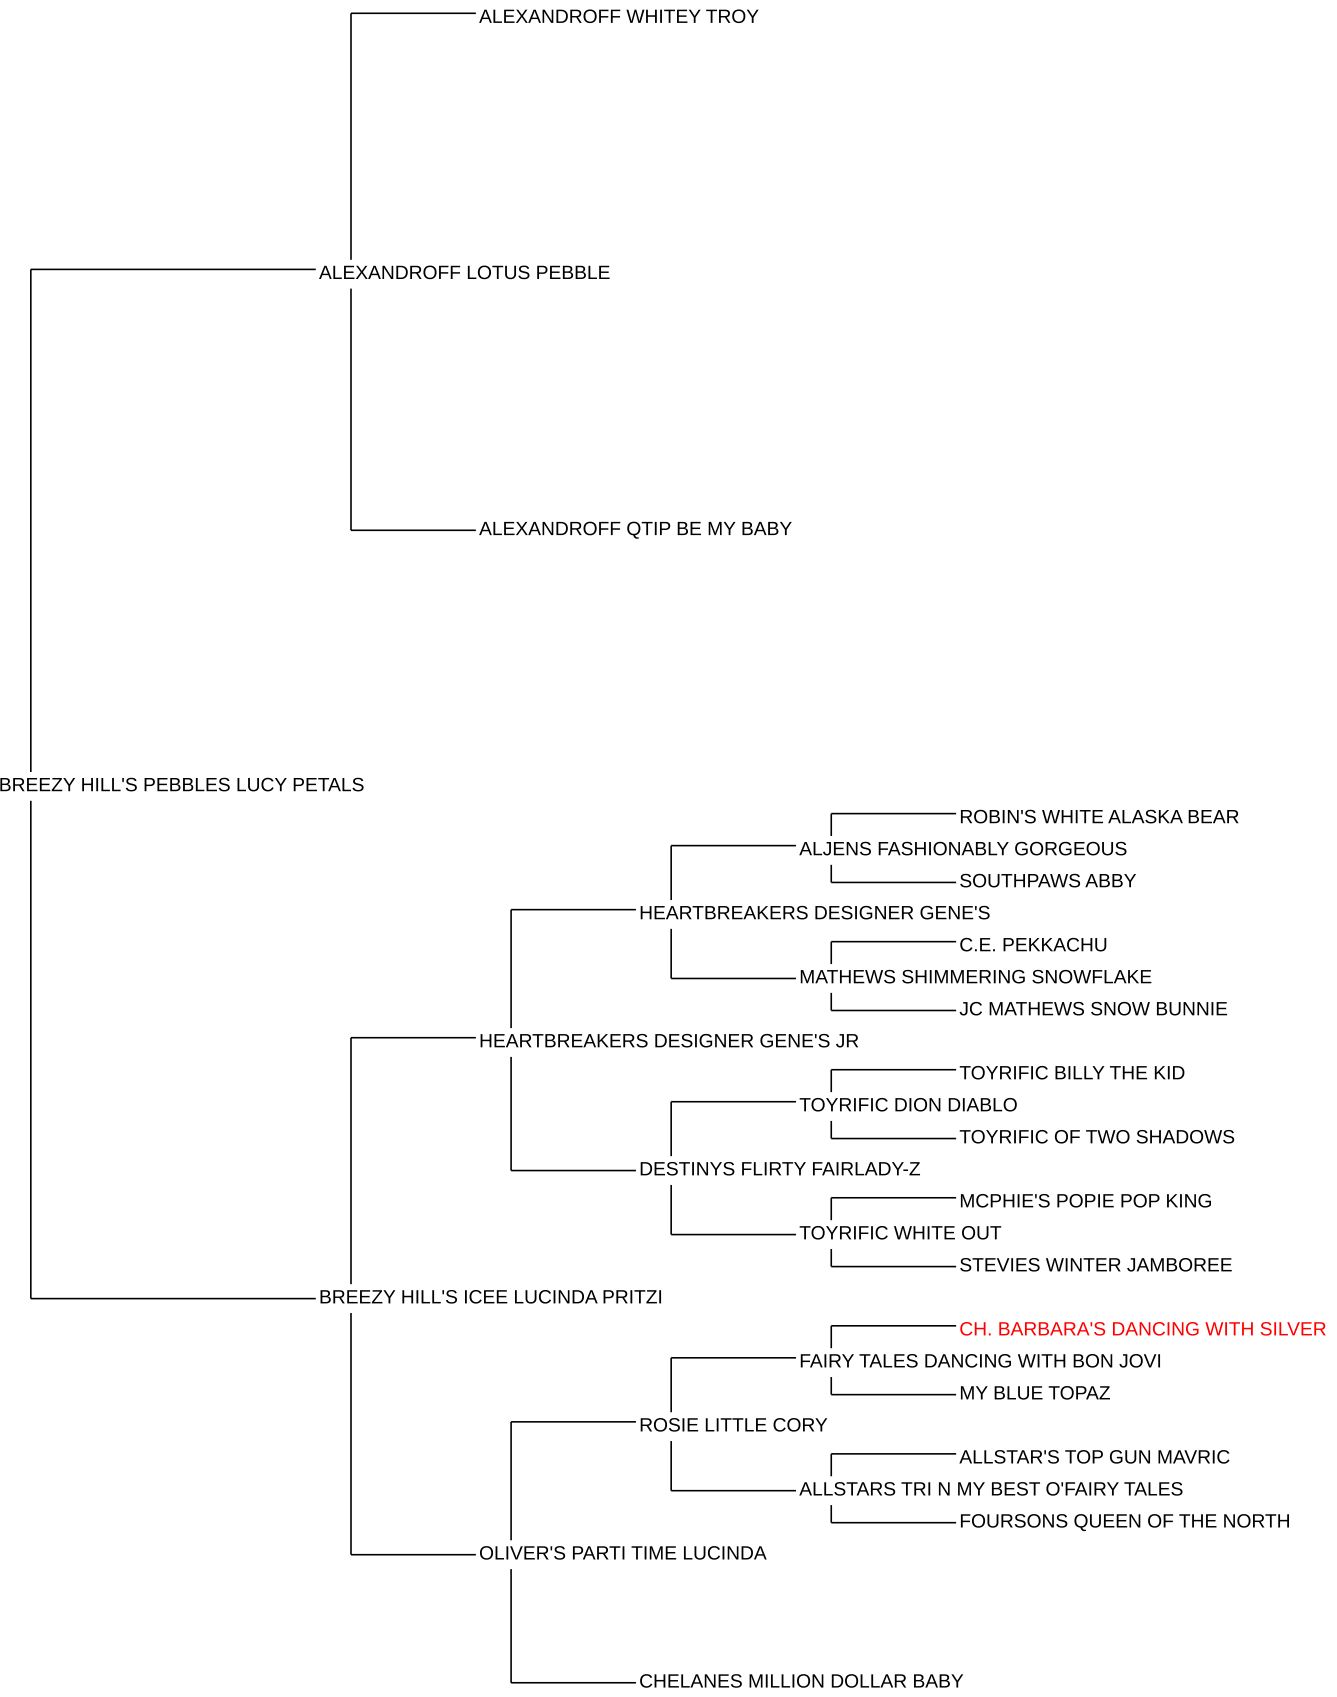 ALEXANDROFF WHITEY TROY
ALEXANDROFF LOTUS PEBBLE
ALEXANDROFF QTIP BE MY BABY
BREEZY HILL'S PEBBLES LUCY PETALS
ROBIN'S WHITE ALASKA BEAR
ALJENS FASHIONABLY GORGEOUS
SOUTHPAWS ABBY
HEARTBREAKERS DESIGNER GENE'S
C.E. PEKKACHU
MATHEWS SHIMMERING SNOWFLAKE
JC MATHEWS SNOW BUNNIE
HEARTBREAKERS DESIGNER GENE'S JR
TOYRIFIC BILLY THE KID
TOYRIFIC DION DIABLO
TOYRIFIC OF TWO SHADOWS
DESTINYS FLIRTY FAIRLADY-Z
MCPHIE'S POPIE POP KING
TOYRIFIC WHITE OUT
STEVIES WINTER JAMBOREE
BREEZY HILL'S ICEE LUCINDA PRITZI
CH. BARBARA'S DANCING WITH SILVER
FAIRY TALES DANCING WITH BON JOVI
MY BLUE TOPAZ
ROSIE LITTLE CORY
ALLSTAR'S TOP GUN MAVRIC
ALLSTARS TRI N MY BEST O'FAIRY TALES
FOURSONS QUEEN OF THE NORTH
OLIVER'S PARTI TIME LUCINDA
CHELANES MILLION DOLLAR BABY